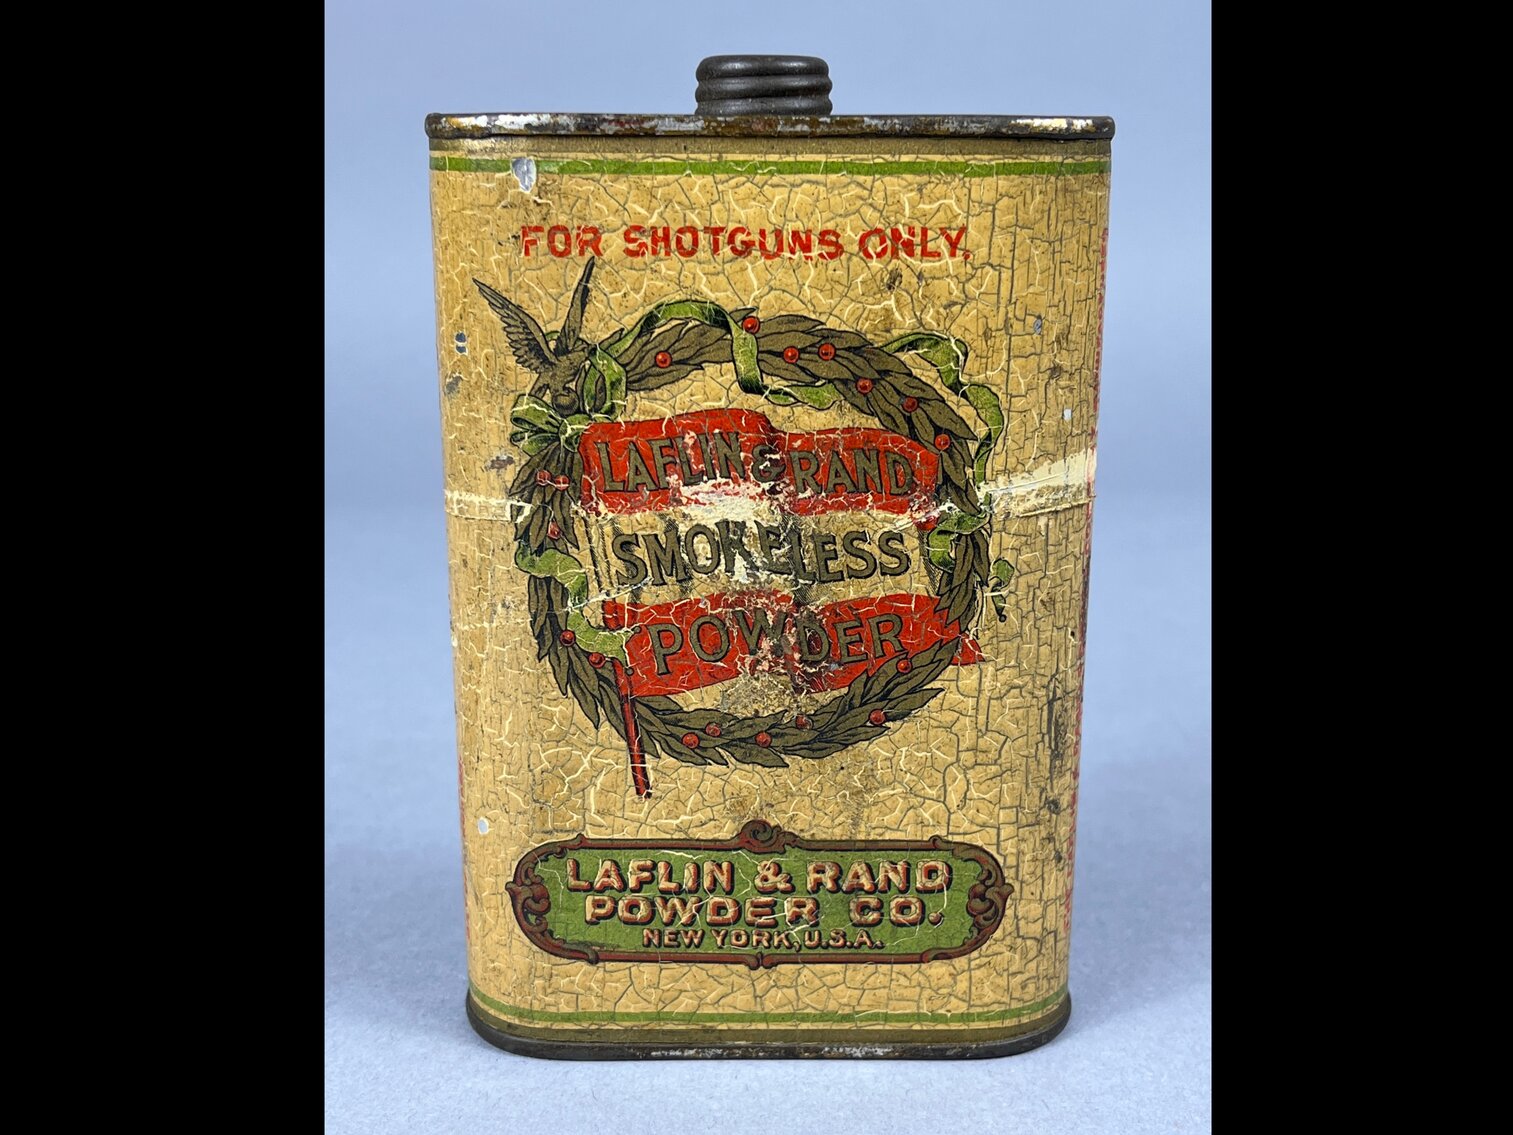 FOR SHOTGUNS ONLY.
LAFLIN & RAND
SMOKELESS
POWDER
LAFLIN & RAND
POWDER CO.
NEW YORK, U.S.A.